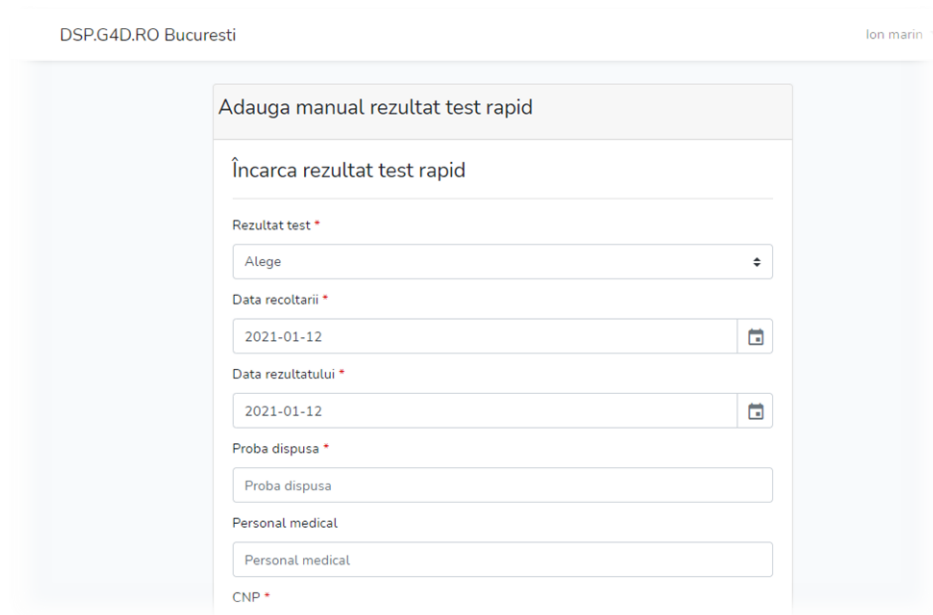 DSP.G4D.RO Bucuresti
Ion marin
Adauga manual rezultat test rapid
Încarca rezultat test rapid
Rezultat test *
Alege
Data recoltarii *
2021-01-12
Data rezultatului *
2021-01-12
Proba dispusa *
Proba dispusa
Personal medical
Personal medical
CNP *